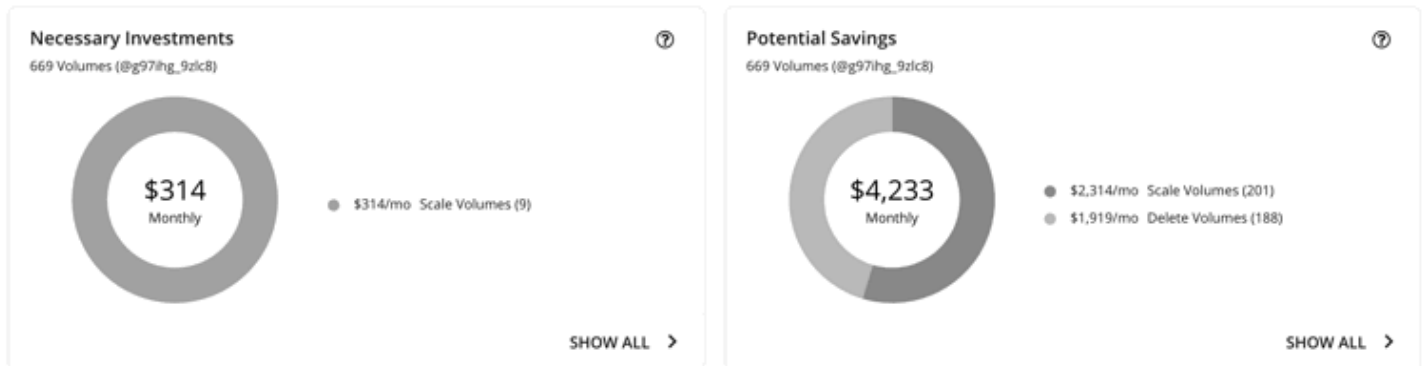 Necessary Investments
669 Volumes (@g97ihg_9zlc8)
$314
Monthly
$314/mo Scale Volumes (9)
SHOW ALL
Potential Savings
669 Volumes (@g97ihg_9zlc8)
$4,233
Monthly
$2,314/mo Scale Volumes (201)
$1,919/mo Delete Volumes (188)
SHOW ALL